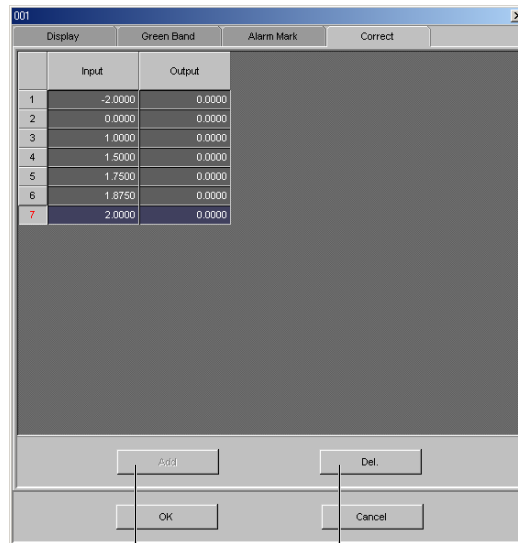 001
Display Green Band Alarm Mark Correct
Input Output
1 -2.0000 0.0000
2 0.0000 0.0000
3 1.0000 0.0000
4 1.5000 0.0000
5 1.7500 0.0000
6 1.8750 0.0000
7 2.0000 0.0000
Add Del.
OK Cancel